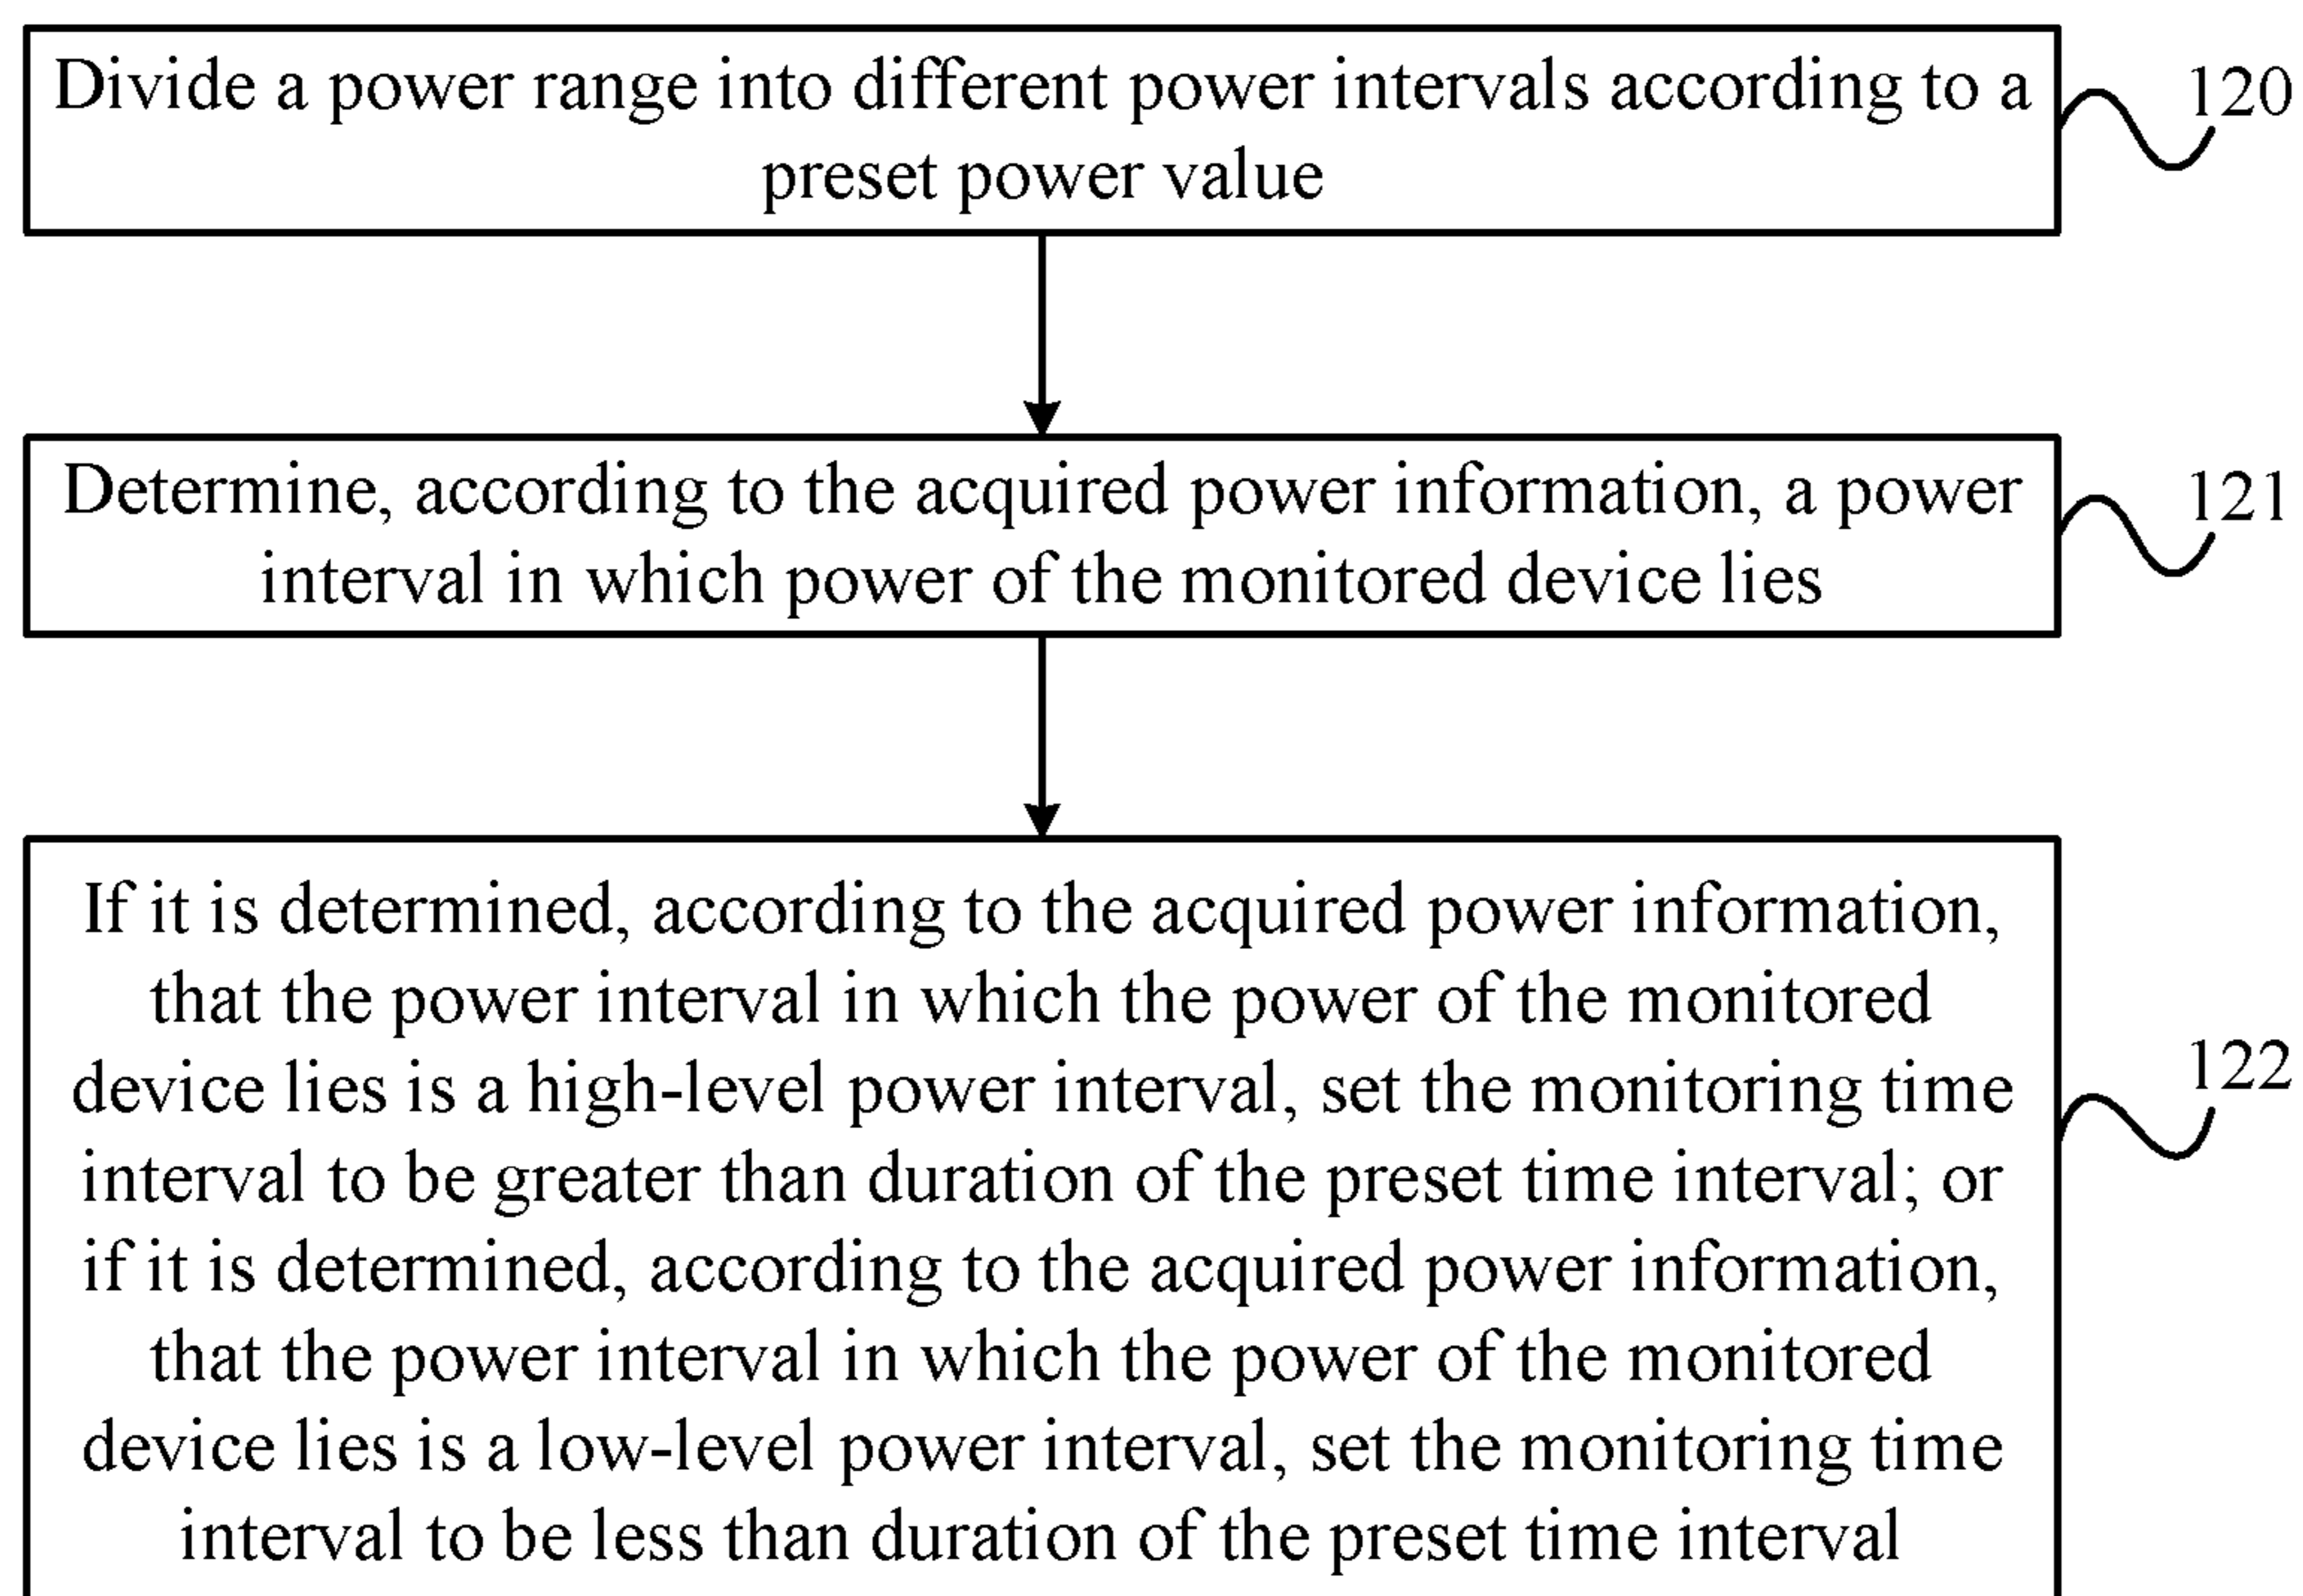 Divide a power range into different power intervals according to a
preset power value
120
Determine, according to the acquired power information, a power
interval in which power of the monitored device lies
121
If it is determined, according to the acquired power information,
that the power interval in which the power of the monitored
device lies is a high-level power interval, set the monitoring time
interval to be greater than duration of the preset time interval; or
if it is determined, according to the acquired power information,
that the power interval in which the power of the monitored
device lies is a low-level power interval, set the monitoring time
interval to be less than duration of the preset time interval
122